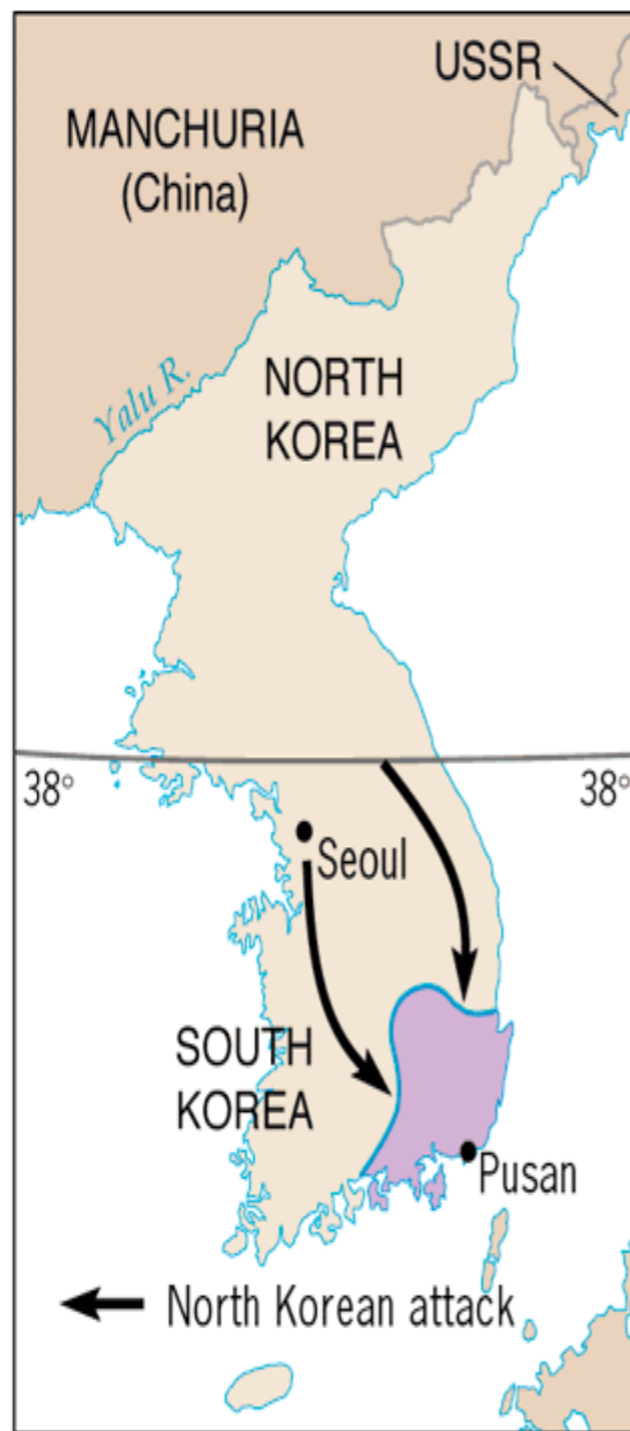 USSR
MANCHURIA
(China)
Yalu R.
NORTH
KOREA
38°
38°
Seoul
SOUTH
KOREA
Pusan
North Korean attack